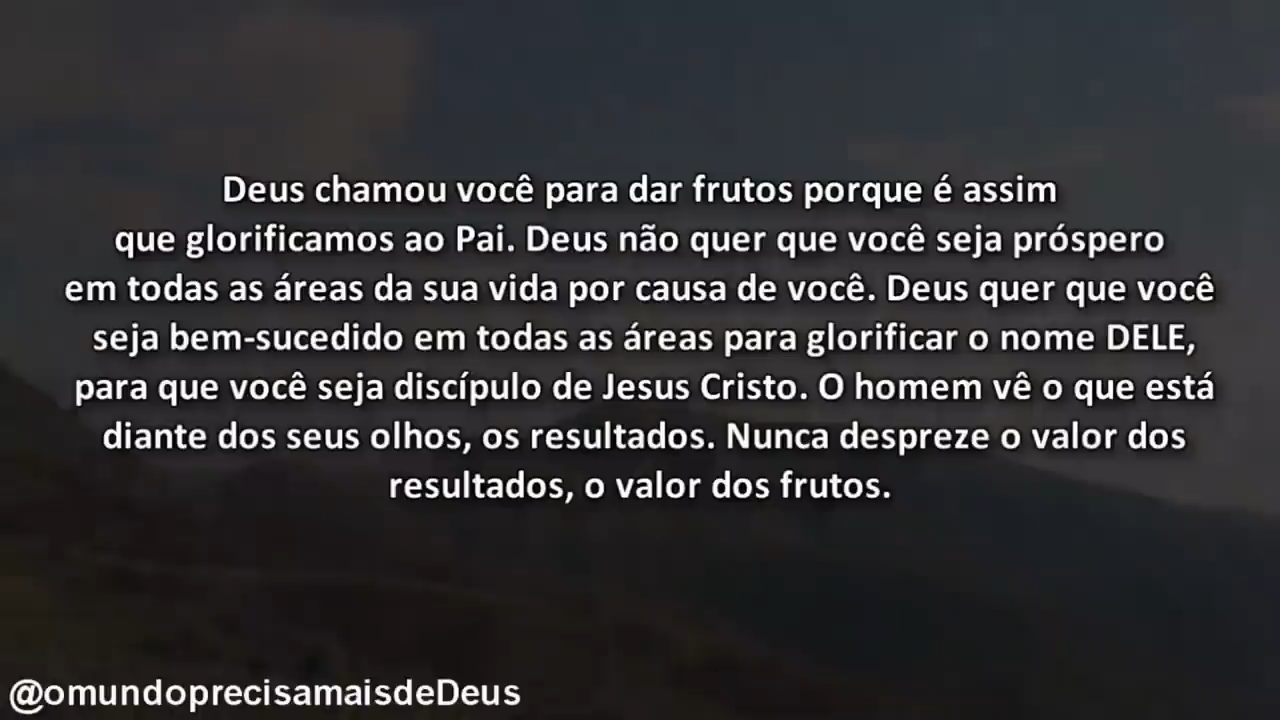 Deus chamou você para dar frutos porque é assim
que glorificamos ao Pai. Deus não quer que você seja próspero
em todas as áreas da sua vida por causa de você. Deus quer que você
seja bem-sucedido em todas as áreas para glorificar o nome DELE,
para que você seja discípulo de Jesus Cristo. O homem vê o que está
diante dos seus olhos, os resultados. Nunca despreze o valor dos
resultados, o valor dos frutos.
@omundoprecisamaisdeDeus